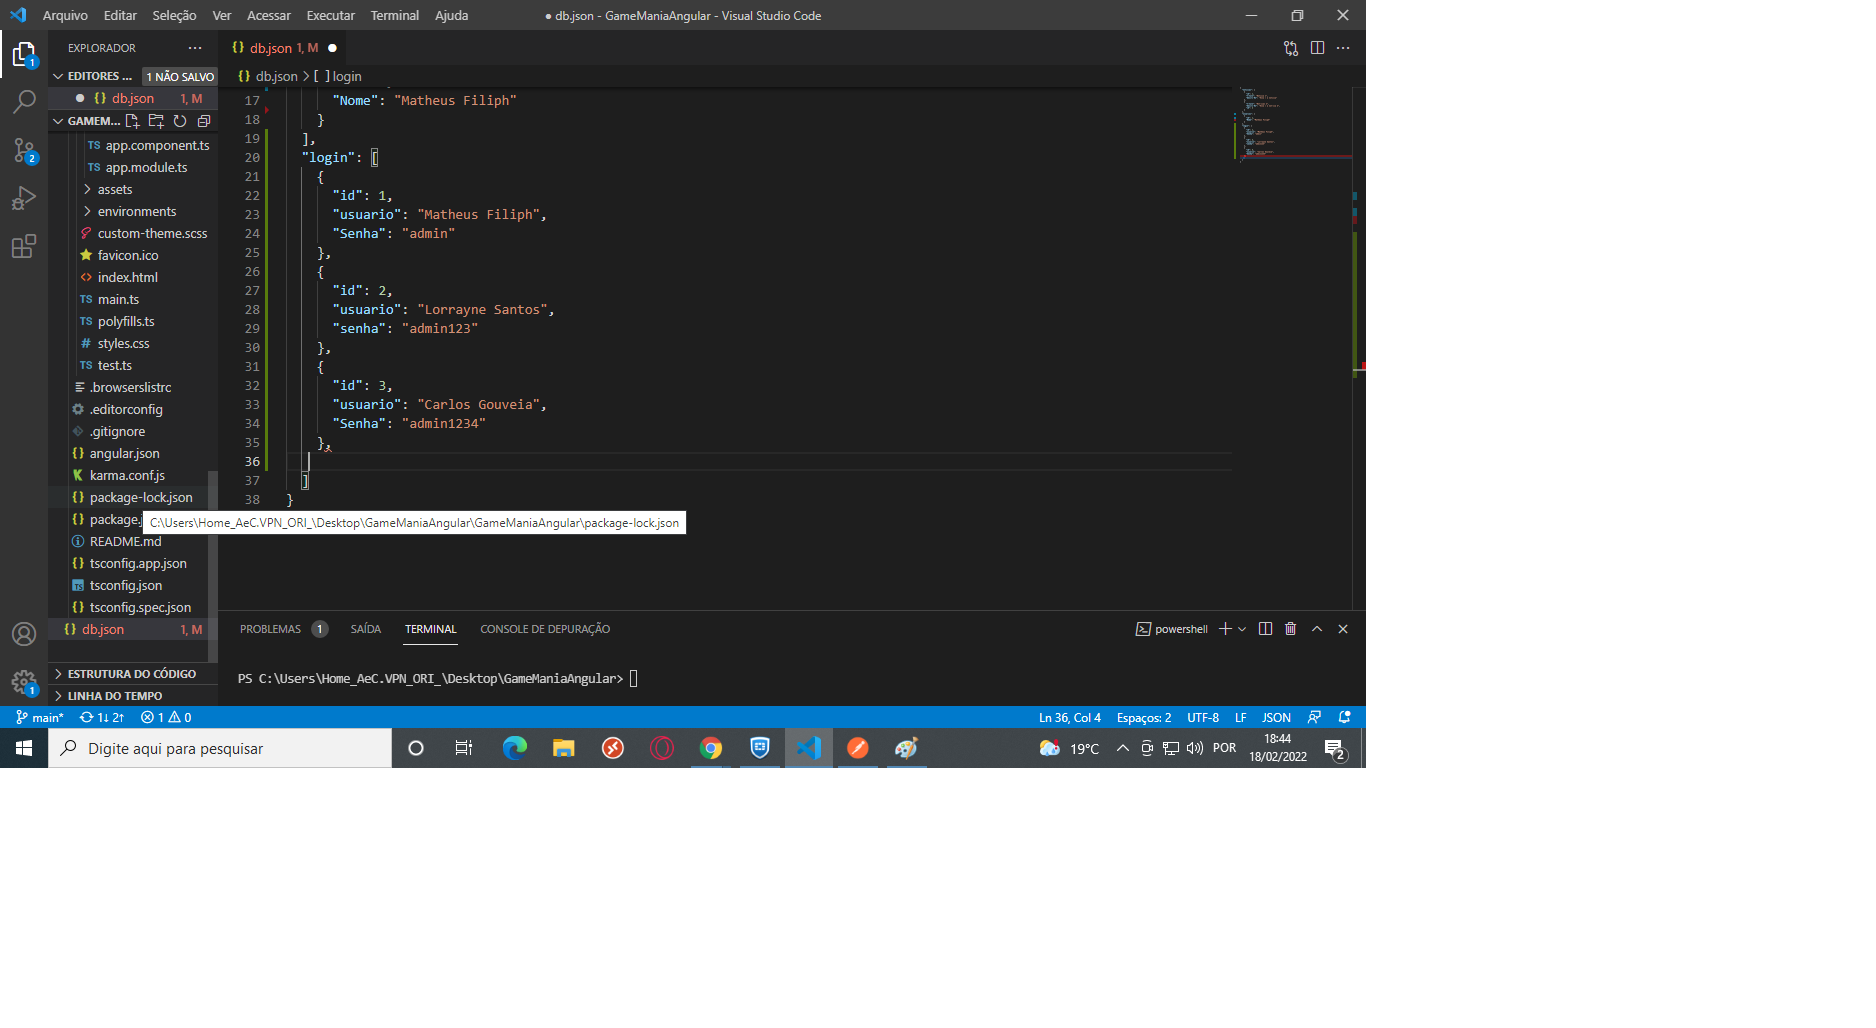 Arquivo Editar Seleção Ver Acessar Executar Terminal Ajuda
● db.json - GameManiaAngular - Visual Studio Code
EXPLORADOR
EDITORES ... 1 NÃO SALVO
db.json 1, M
GAMEM...
app.component.ts
app.module.ts
assets
environments
custom-theme.scss
favicon.ico
index.html
main.ts
polyfills.ts
styles.css
test.ts
.browserslistrc
.editorconfig
.gitignore
angular.json
karma.conf.js
package-lock.json
package.j
README.md
tsconfig.app.json
tsconfig.json
tsconfig.spec.json
db.json 1, M
ESTRUTURA DO CÓDIGO
LINHA DO TEMPO
db.json 1, M
db.json > [ ] login
17 "Nome": "Matheus Filiph"
18 }
19 ],
20 "login": [
21 {
22 "id": 1,
23 "usuario": "Matheus Filiph",
24 "Senha": "admin"
25 },
26 {
27 "id": 2,
28 "usuario": "Lorrayne Santos",
29 "senha": "admin123"
30 },
31 {
32 "id": 3,
33 "usuario": "Carlos Gouveia",
34 "Senha": "admin1234"
35 },
36
37 ]
38 }
C:\Users\Home_AeC.VPN_ORI_\Desktop\GameManiaAngular\GameManiaAngular\package-lock.json
PROBLEMAS 1 SAÍDA TERMINAL CONSOLE DE DEPURAÇÃO
powershell
PS C:\Users\Home_AeC.VPN_ORI_\Desktop\GameManiaAngular>
main* 1↓ 2↑ 1 0
Ln 36, Col 4 Espaços: 2 UTF-8 LF JSON
Digite aqui para pesquisar
19°C POR
18:44
18/02/2022
2